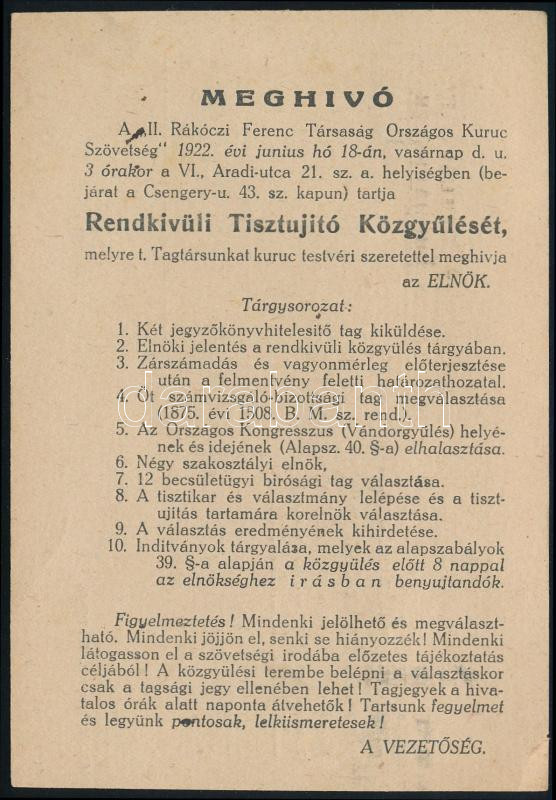 MEGHIVÓ
A „II. Rákóczi Ferenc Társaság Országos Kuruc
Szövetség" 1922. évi junius hó 18-án, vasárnap d. u.
3 órakor a VI., Aradi-utca 21. sz. a. helyiségben (be-
járat a Csengery-u. 43. sz. kapun) tartja
Rendkivüli Tisztujitó Közgyűlését,
melyre t. Tagtársunkat kuruc testvéri szeretettel meghivja
az ELNÖK.
Tárgysorozat:
1. Két jegyzőkönyvhitelesitő tag kiküldése.
2. Elnöki jelentés a rendkivüli közgyülés tárgyában.
3. Zárszámadás és vagyonmérleg előterjesztése
után a felmentvény feletti határozathozatal.
4. Öt számvizsgáló-bizottsági tag megválasztása
(1875. évi 1508. B. M. sz. rend.).
5. Az Országos Kongresszus (Vándorgyülés) helyé-
nek és idejének (Alapsz. 40. §-a) elhalasztása.
6. Négy szakosztályi elnök,
7. 12 becsületügyi birósági tag választása.
8. A tisztikar és választmány lelépése és a tiszt-
ujitás tartamára korelnök választása.
9. A választás eredményének kihirdetése.
10. Inditványok tárgyalása, melyek az alapszabályok
39. §-a alapján a közgyülés előtt 8 nappal
az elnökséghez irásban benyujtandók.
Figyelmeztetés! Mindenki jelölhető és megválaszt-
ható. Mindenki jöjjön el, senki se hiányozzék! Mindenki
látogasson el a szövetségi irodába előzetes tájékoztatás
céljából! A közgyülési terembe belépni a választáskor
csak a tagsági jegy ellenében lehet! Tagjegyek a hiva-
talos órák alatt naponta átvehetők! Tartsunk fegyelmet
és legyünk pontosak, lelkiismeretesek!
A VEZETŐSÉG.
darabanth